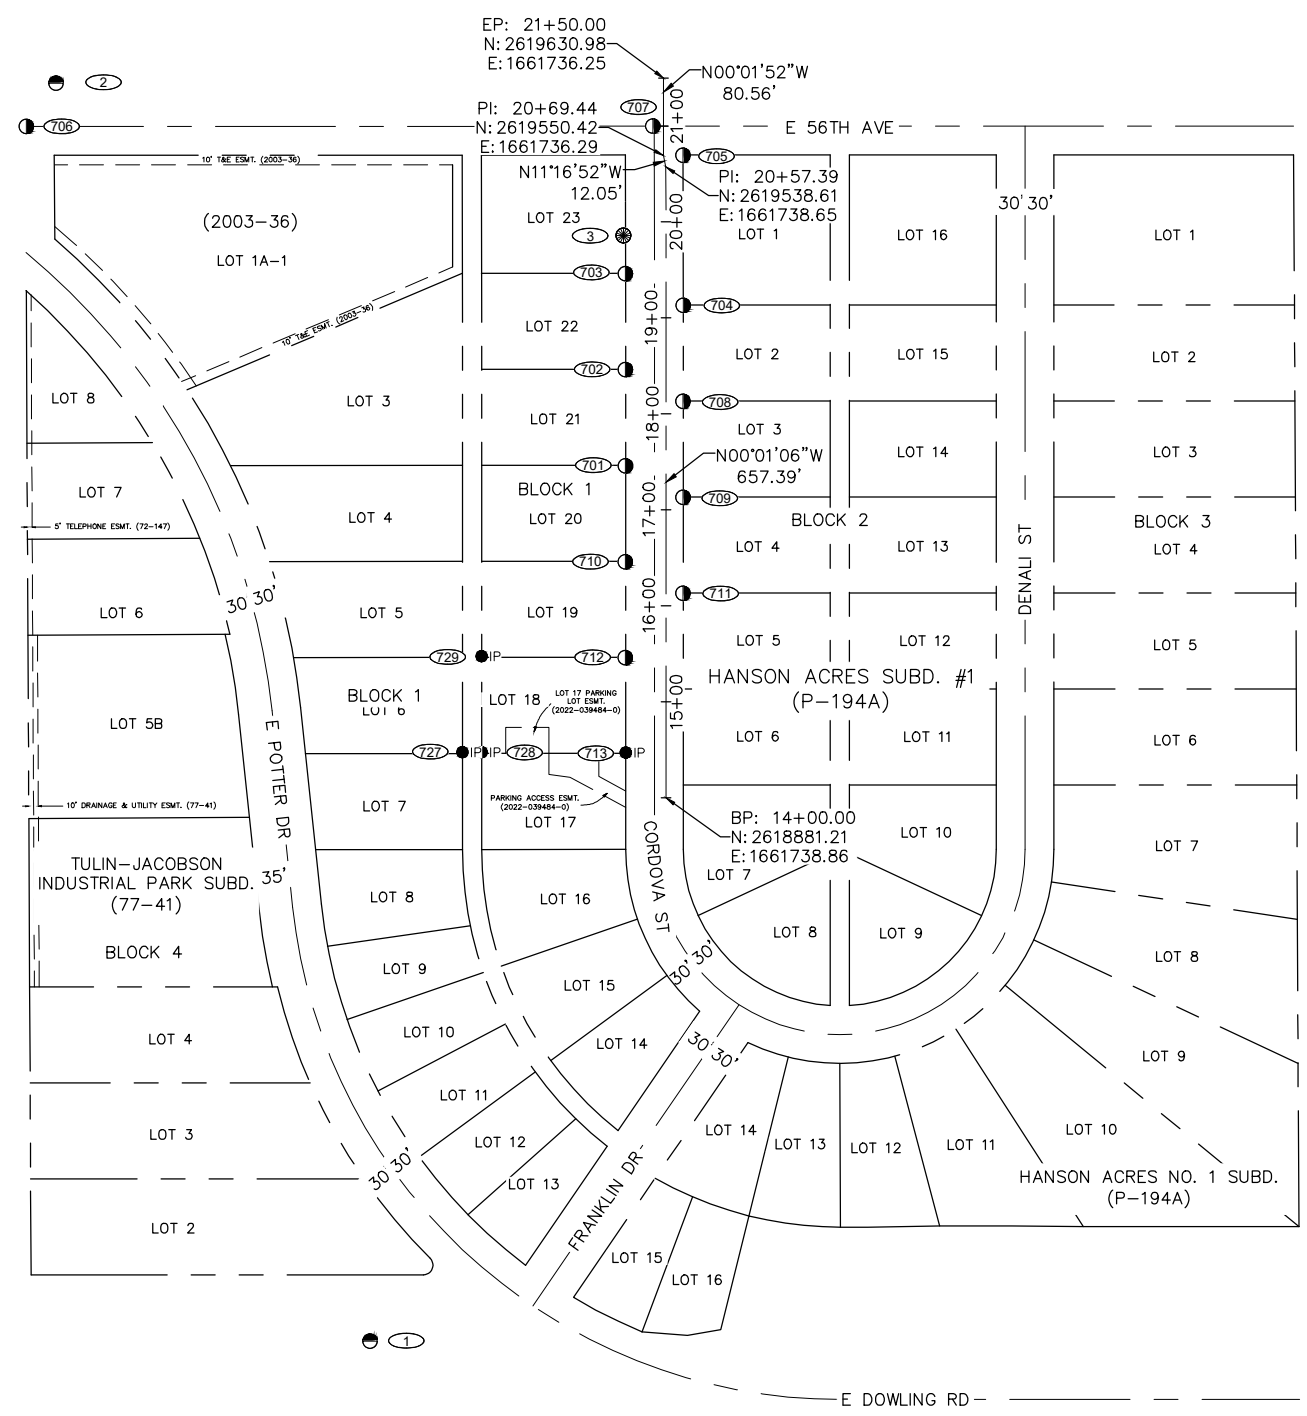 EP: 21+50.00
N: 2619630.98
E: 1661736.25
2
N00°01'52"W
80.56'
707
PI: 20+69.44
N: 2619550.42
E: 1661736.29
21+00
706
E 56TH AVE
10' T&E ESMT. (2003-36)
705
N11°16'52"W
12.05'
PI: 20+57.39
N: 2619538.61
E: 1661738.65
30' 30'
(2003-36)
LOT 1A-1
LOT 23
3
20+00
LOT 1
LOT 16
LOT 1
703
704
10' T&E ESMT. (2003-36)
LOT 22
19+00
LOT 2
LOT 15
LOT 2
702
LOT 8
LOT 3
708
LOT 21
18+00
LOT 3
LOT 14
LOT 3
N00°01'06"W
657.39'
701
LOT 7
BLOCK 1
709
5' TELEPHONE ESMT. (72-147)
LOT 4
LOT 20
17+00
BLOCK 2
BLOCK 3
LOT 4
LOT 13
LOT 4
710
DENALI ST
30' 30'
711
LOT 6
LOT 5
LOT 19
16+00
LOT 5
LOT 12
LOT 5
729
IP
712
HANSON ACRES SUBD. #1
(P-194A)
BLOCK 1
LOT 6
LOT 18
LOT 17 PARKING
LOT ESMT.
(2022-039484-0)
15+00
LOT 5B
E POTTER DR
LOT 6
LOT 11
LOT 6
727
IP
IP
728
713
IP
10' DRAINAGE & UTILITY ESMT. (77-41)
LOT 7
PARKING ACCESS ESMT.
(2022-039484-0)
LOT 17
BP: 14+00.00
N: 2618881.21
E: 1661738.86
LOT 10
LOT 7
CORDOVA ST
TULIN-JACOBSON
INDUSTRIAL PARK SUBD.
(77-41)
35'
LOT 7
LOT 8
LOT 16
LOT 8
LOT 9
BLOCK 4
LOT 9
LOT 15
30' 30'
LOT 8
LOT 4
LOT 10
LOT 14
30' 30'
LOT 9
LOT 11
LOT 3
LOT 12
LOT 14
LOT 13
LOT 12
LOT 11
LOT 10
30' 30'
LOT 13
HANSON ACRES NO. 1 SUBD.
(P-194A)
LOT 2
FRANKLIN DR
LOT 15
LOT 16
1
E DOWLING RD